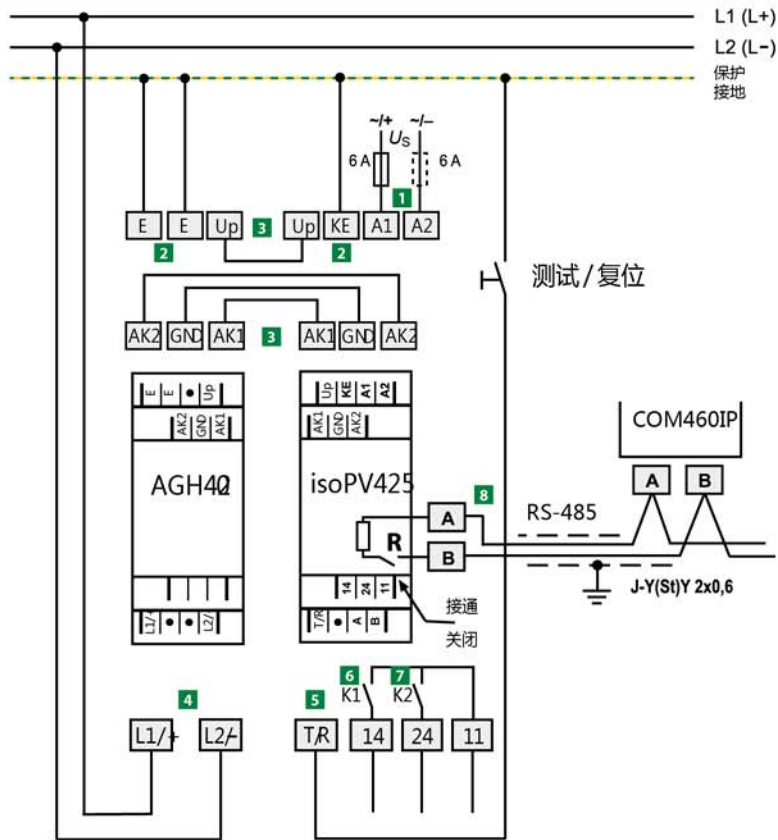 L1 (L+)
L2 (L−)
保护
接地
~/+ ~/−
Us
6 A 6 A
1
E E Up 3 Up KE A1 A2
2 2
测试/复位
AK2 GND AK1 3 AK1 GND AK2
E E • Up
AK2 GND AK1
Up KE A1 A2
AK1 GND AK2
COM460IP
AGH420
isoPV425
A B
8
RS-485
A
R
B
J-Y(St)Y 2x0,6
14 24 11
接通
关闭
L1/+ • • L2/-
T/R • A B
6 7
K1 K2
4 5
L1/+ L2/- T/R 14 24 11